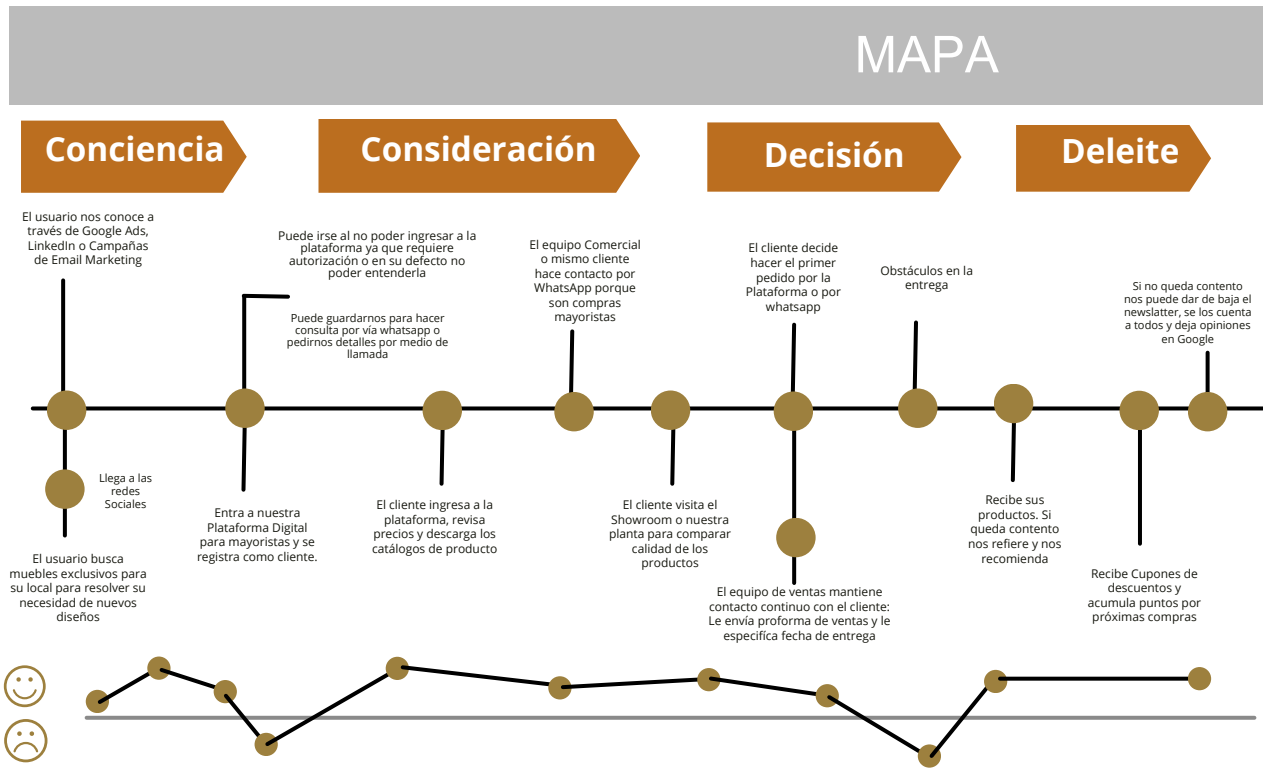 MAPA
Conciencia
Consideración
Decisión
Deleite
El usuario nos conoce a
través de Google Ads,
LinkedIn o Campañas
de Email Marketing
Puede irse al no poder ingresar a la
plataforma ya que requiere
autorización o en su defecto no
poder entenderla
Puede guardarnos para hacer
consulta por vía whatsapp o
pedirnos detalles por medio de
llamada
El equipo Comercial
o mismo cliente
hace contacto por
WhatsApp porque
son compras
mayoristas
El cliente decide
hacer el primer
pedido por la
Plataforma o por
whatsapp
Obstáculos en la
entrega
Si no queda contento
nos puede dar de baja el
newslatter, se los cuenta
a todos y deja opiniones
en Google
Llega a las
redes
Sociales
El usuario busca
muebles exclusivos para
su local para resolver su
necesidad de nuevos
diseños
Entra a nuestra
Plataforma Digital
para mayoristas y se
registra como cliente.
El cliente ingresa a la
plataforma, revisa
precios y descarga los
catálogos de producto
El cliente visita el
Showroom o nuestra
planta para comparar
calidad de los
productos
El equipo de ventas mantiene
contacto continuo con el cliente:
Le envía proforma de ventas y le
especifíca fecha de entrega
Recibe sus
productos. Si
queda contento
nos refiere y nos
recomienda
Recibe Cupones de
descuentos y
acumula puntos por
próximas compras